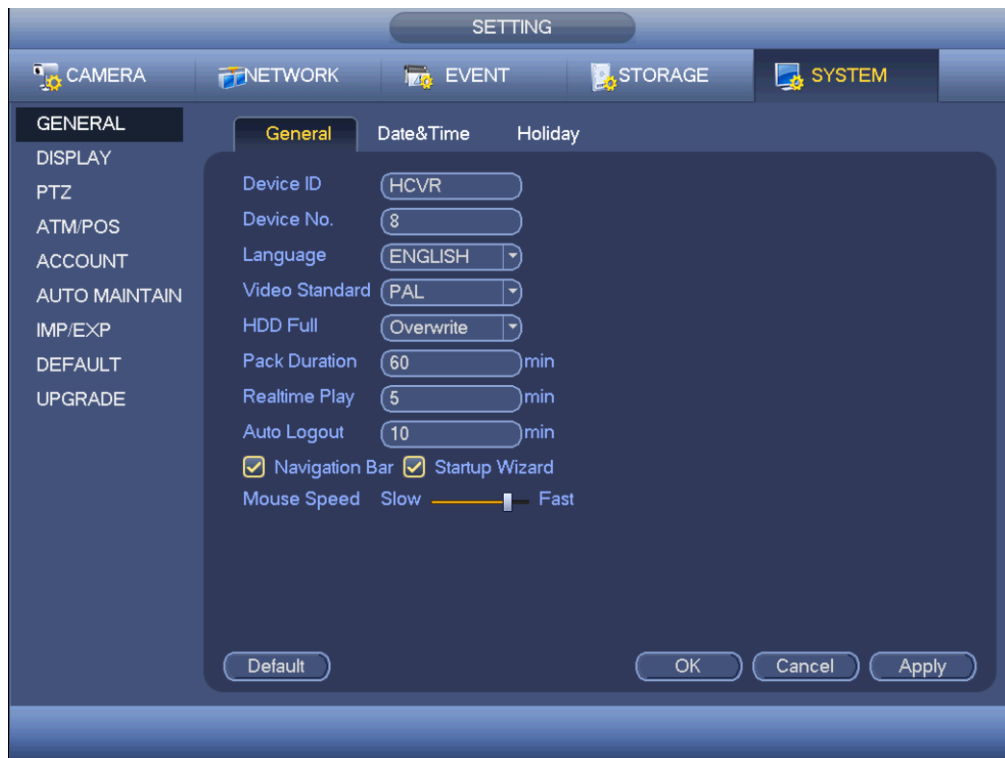 SETTING
CAMERA NETWORK EVENT STORAGE SYSTEM
GENERAL
DISPLAY
PTZ
ATM/POS
ACCOUNT
AUTO MAINTAIN
IMP/EXP
DEFAULT
UPGRADE
General Date&Time Holiday
Device ID HCVR
Device No. 8
Language ENGLISH
Video Standard PAL
HDD Full Overwrite
Pack Duration 60 min
Realtime Play 5 min
Auto Logout 10 min
Navigation Bar Startup Wizard
Mouse Speed Slow Fast
Default OK Cancel Apply